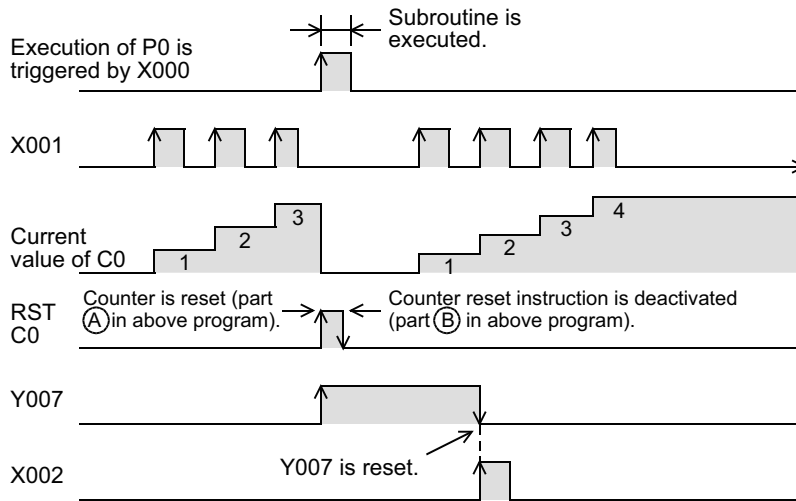 Subroutine is
executed.
Execution of P0 is
triggered by X000
X001
Current
value of C0
1
2
3
1
2
3
4
RST
C0
Counter is reset (part
Ⓐ in above program).
Counter reset instruction is deactivated
(part Ⓑ in above program).
Y007
Y007 is reset.
X002